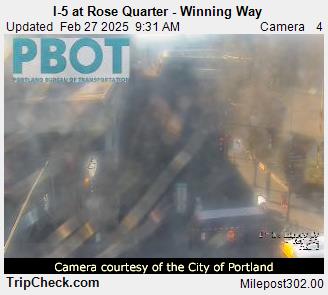 I-5 at Rose Quarter - Winning Way
Updated Feb 27 2025 9:31 AM Camera 4
PBOT
PORTLAND BUREAU OF TRANSPORTATION
Camera courtesy of the City of Portland
TripCheck.com Milepost302.00